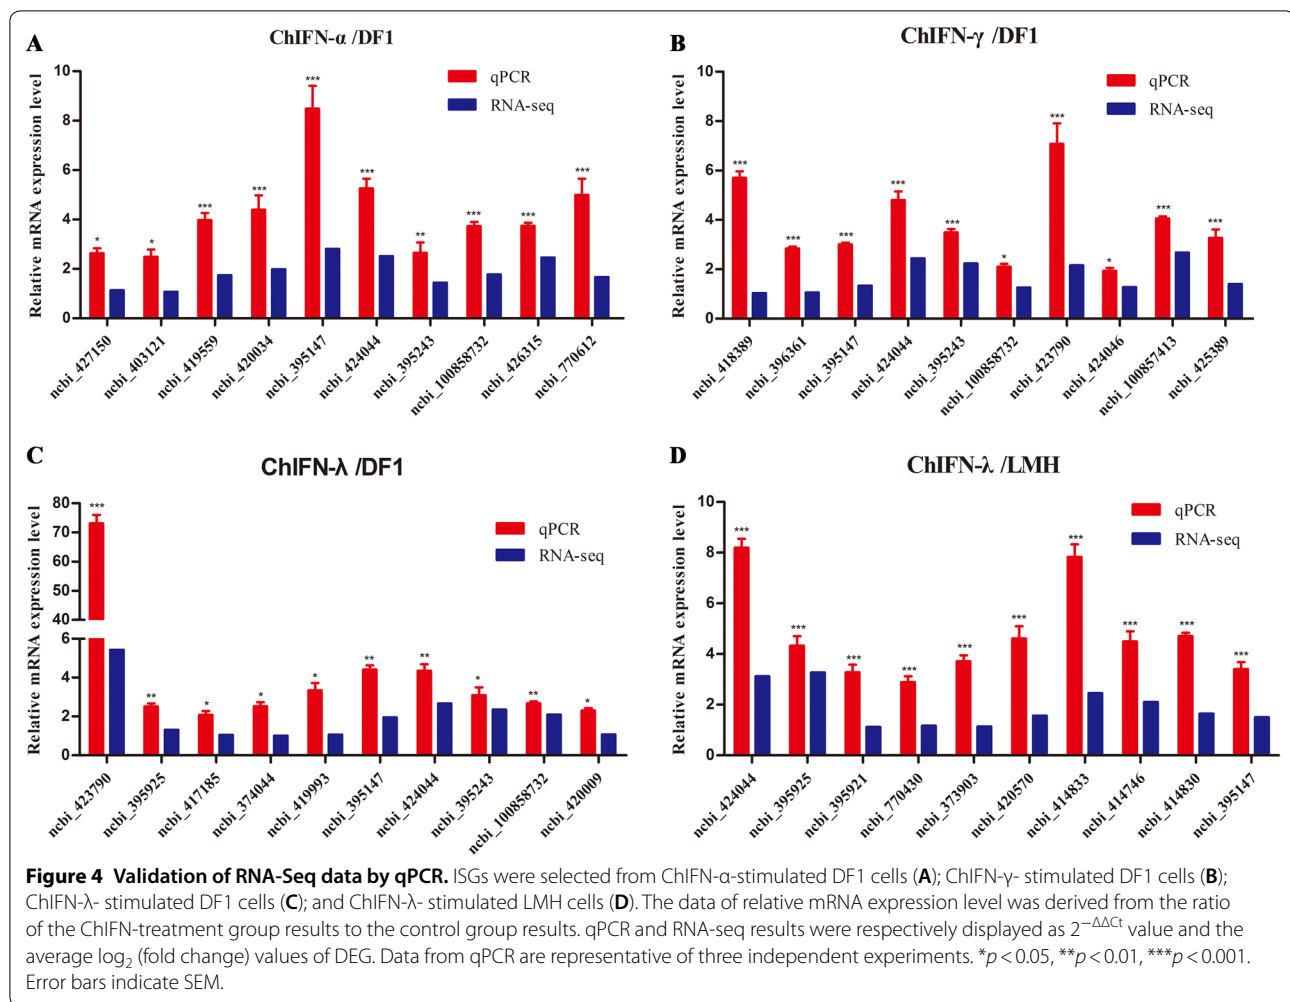 A
ChIFN-α /DF1
Relative mRNA expression level
10
8
6
4
2
0
qPCR
RNA-seq
*
*
***
***
***
***
**
***
***
***
ncbi_427150
ncbi_403121
ncbi_419559
ncbi_420034
ncbi_395147
ncbi_424044
ncbi_395243
ncbi_100858732
ncbi_426315
ncbi_770612
B
ChIFN-γ /DF1
Relative mRNA expression level
10
8
6
4
2
0
qPCR
RNA-seq
***
***
***
***
***
*
***
*
***
***
ncbi_418389
ncbi_396361
ncbi_395147
ncbi_424044
ncbi_395243
ncbi_100858732
ncbi_423790
ncbi_424046
ncbi_100857413
ncbi_425389
C
ChIFN-λ /DF1
Relative mRNA expression level
80
70
60
50
40
6
4
2
0
qPCR
RNA-seq
***
**
*
*
*
**
**
*
**
*
ncbi_423790
ncbi_395925
ncbi_417185
ncbi_374044
ncbi_419993
ncbi_395147
ncbi_424044
ncbi_395243
ncbi_100858732
ncbi_420009
D
ChIFN-λ /LMH
Relative mRNA expression level
10
8
6
4
2
0
qPCR
RNA-seq
***
***
***
***
***
***
***
***
***
***
ncbi_424044
ncbi_395925
ncbi_395921
ncbi_770430
ncbi_373903
ncbi_420570
ncbi_414833
ncbi_414746
ncbi_414830
ncbi_395147
Figure 4 Validation of RNA-Seq data by qPCR. ISGs were selected from ChIFN-α-stimulated DF1 cells (A); ChIFN-γ- stimulated DF1 cells (B);
ChIFN-λ- stimulated DF1 cells (C); and ChIFN-λ- stimulated LMH cells (D). The data of relative mRNA expression level was derived from the ratio
of the ChIFN-treatment group results to the control group results. qPCR and RNA-seq results were respectively displayed as 2^−ΔΔCt value and the
average log₂ (fold change) values of DEG. Data from qPCR are representative of three independent experiments. *p < 0.05, **p < 0.01, ***p < 0.001.
Error bars indicate SEM.